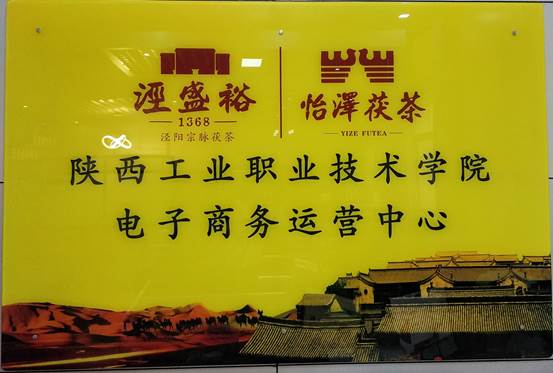 泾盛裕
1368
泾阳宗脉茯茶
怡澤茯茶
YIZE FUTEA
陕西工业职业技术学院
电子商务运营中心